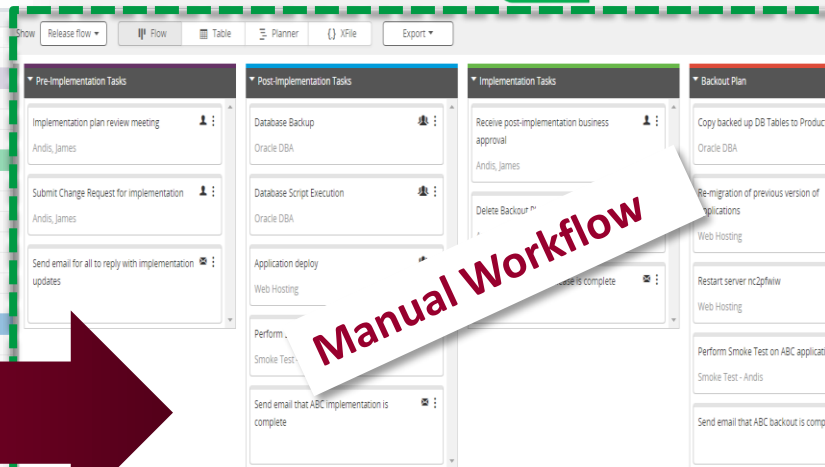 Show
Release flow
Flow
Table
Planner
{} XFile
Export
Pre-Implementation Tasks
Implementation plan review meeting
Andis, James
Submit Change Request for implementation
Andis, James
Send email for all to reply with implementation
updates
Post-Implementation Tasks
Database Backup
Oracle DBA
Database Script Execution
Oracle DBA
Application deploy
Web Hosting
Perform
Smoke Test
Send email that ABC implementation is
complete
Implementation Tasks
Receive post-implementation business
approval
Andis, James
Delete Backout
is complete
Backout Plan
Copy backed up DB Tables to Product
Oracle DBA
Re-migration of previous version of
applications
Web Hosting
Restart server nc2pfwiw
Web Hosting
Perform Smoke Test on ABC applicati
Smoke Test - Andis
Send email that ABC backout is comp
Manual Workflow